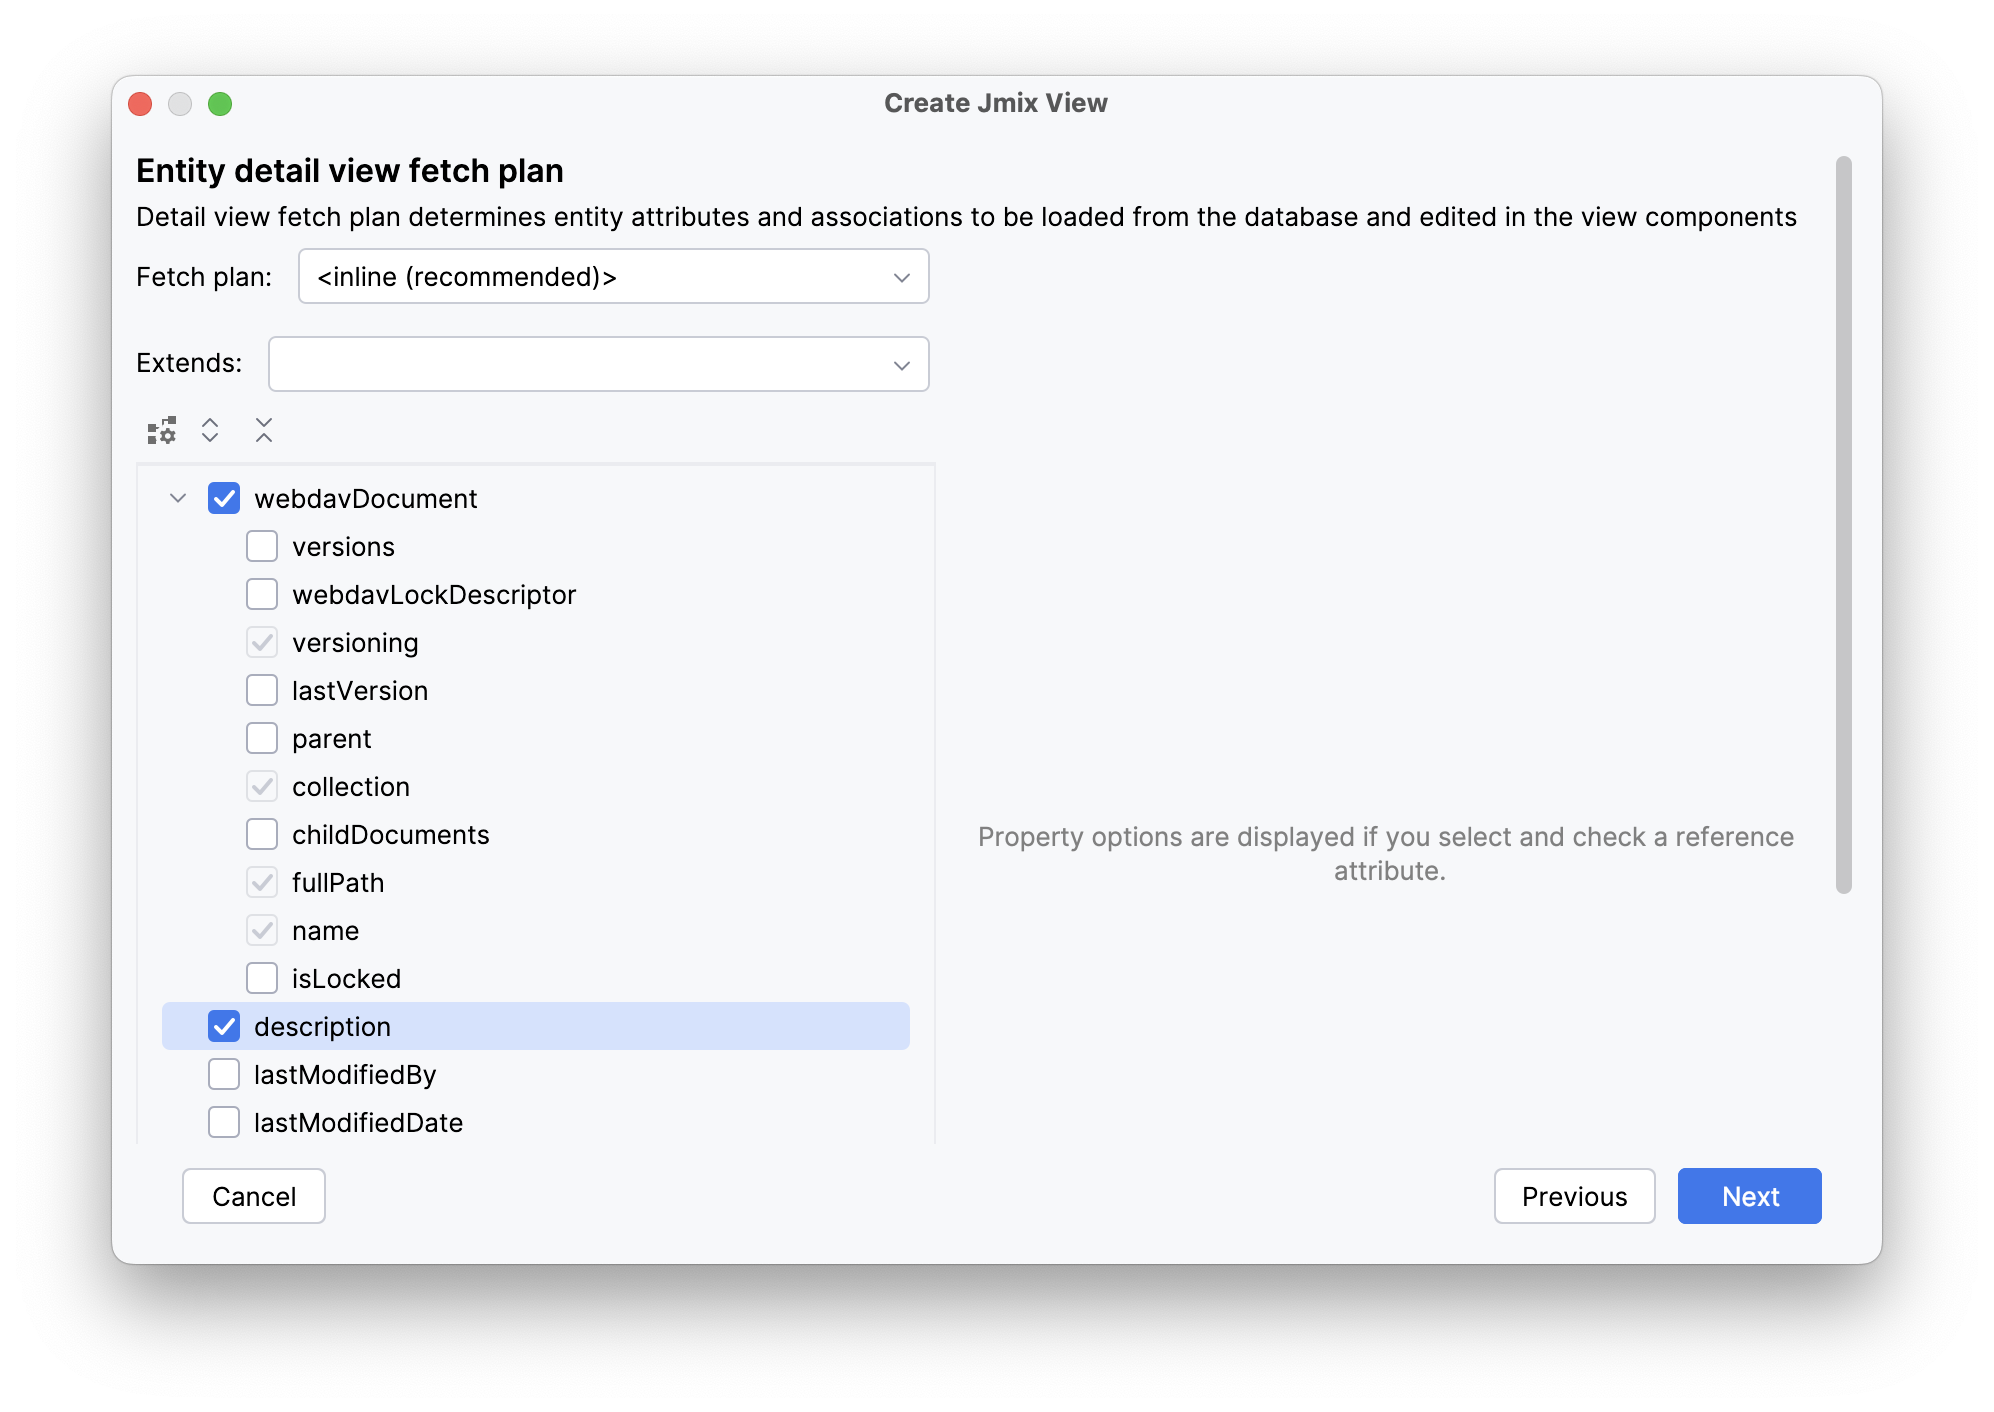 Create Jmix View
Entity detail view fetch plan
Detail view fetch plan determines entity attributes and associations to be loaded from the database and edited in the view components
Fetch plan: <inline (recommended)>
Extends:
webdavDocument
versions
webdavLockDescriptor
versioning
lastVersion
parent
collection
childDocuments
fullPath
name
isLocked
description
lastModifiedBy
lastModifiedDate
Property options are displayed if you select and check a reference
attribute.
Cancel
Previous
Next